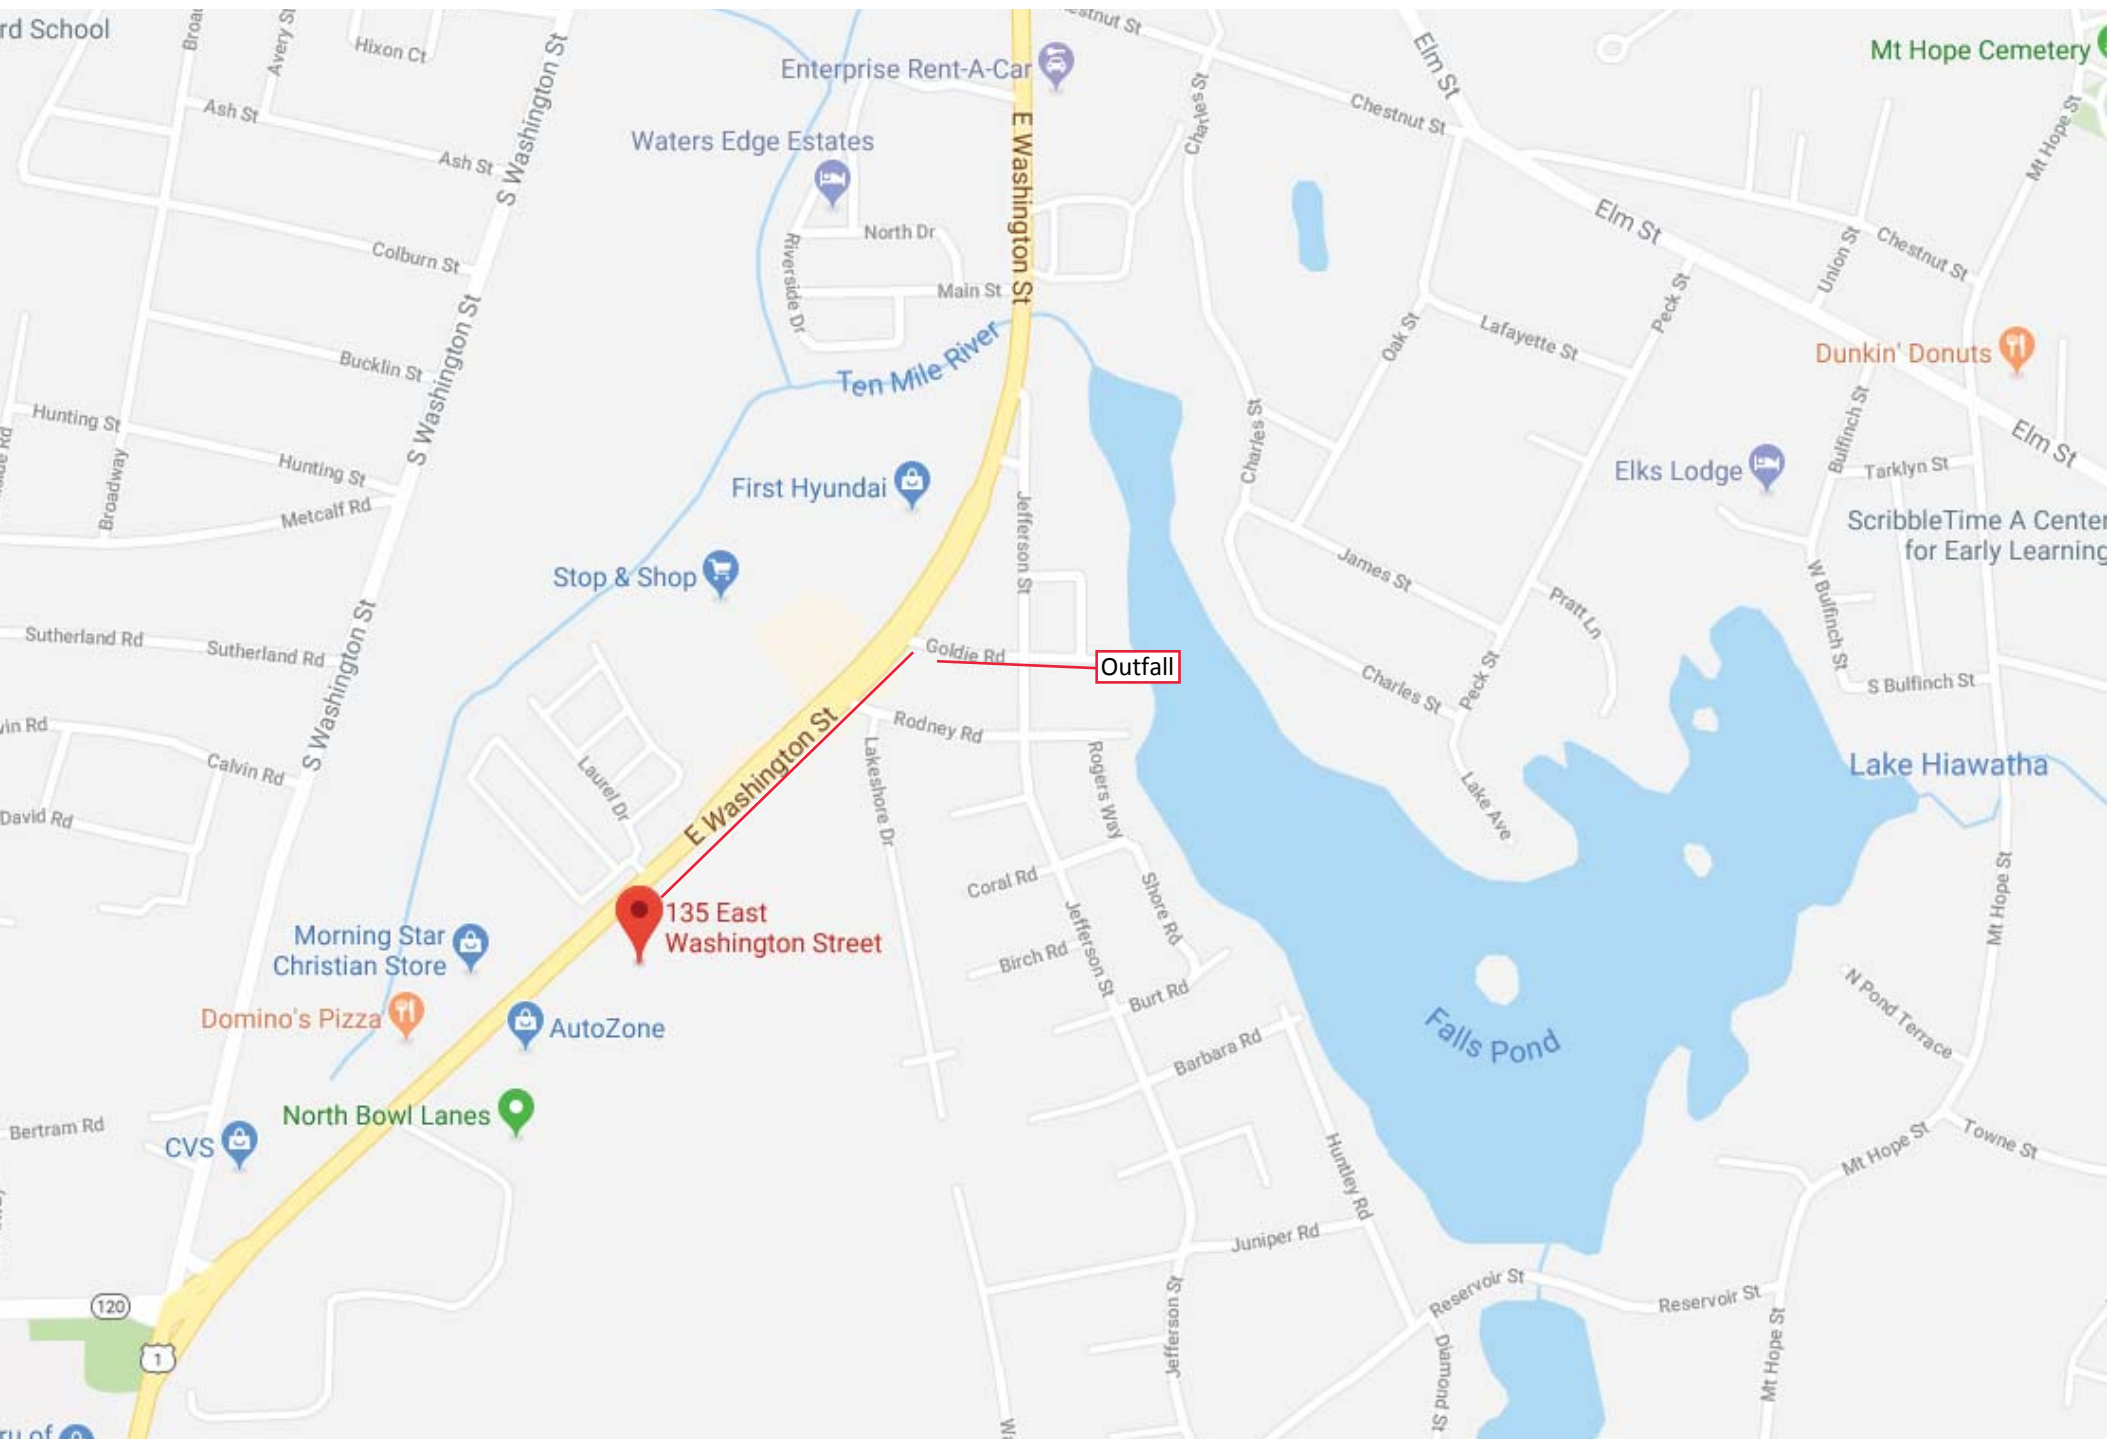 rd School
Avery St
Hixon Ct
S Washington St
Enterprise Rent-A-Car
Chestnut St
Elm St
Mt Hope Cemetery
Ash St
Ash St
Waters Edge Estates
E Washington St
Charles St
Chestnut St
Mt Hope St
Colburn St
North Dr
Riverside Dr
Main St
Elm St
Union St
Chestnut St
Peck St
Bucklin St
S Washington St
Ten Mile River
Oak St
Lafayette St
Dunkin' Donuts
Hunting St
Hunting St
Broadway
Metcalf Rd
First Hyundai
Jefferson St
Charles St
Elks Lodge
Bulfinch St
Tarklyn St
Elm St
ScribbleTime A Center
for Early Learning
Stop & Shop
James St
Pratt Ln
W Bulfinch St
Sutherland Rd
Sutherland Rd
S Washington St
Goldie Rd
Outfall
Charles St
Peck St
S Bulfinch St
Calvin Rd
David Rd
Laurel Dr
E Washington St
Rodney Rd
Lakeshore Dr
Rogers Way
Lake Ave
Lake Hiawatha
135 East
Washington Street
Coral Rd
Shore Rd
Mt Hope St
Morning Star
Christian Store
Birch Rd
Jefferson St
Burt Rd
N Pond Terrace
Domino's Pizza
AutoZone
Barbara Rd
Falls Pond
Bertram Rd
CVS
North Bowl Lanes
Huntley Rd
Mt Hope St
Towne St
Juniper Rd
120
1
Jefferson St
Reservoir St
Reservoir St
Diamond St
Mt Hope St